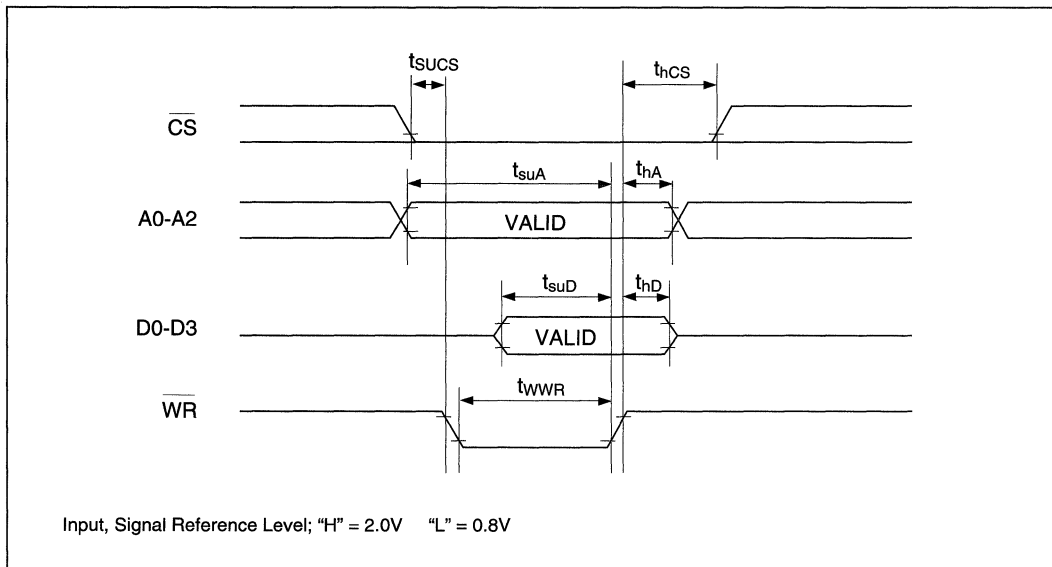 tSUCS
thCS
CS
tsuA
thA
A0-A2
VALID
tsuD
thD
D0-D3
VALID
tWWR
WR
Input, Signal Reference Level; “H” = 2.0V “L” = 0.8V